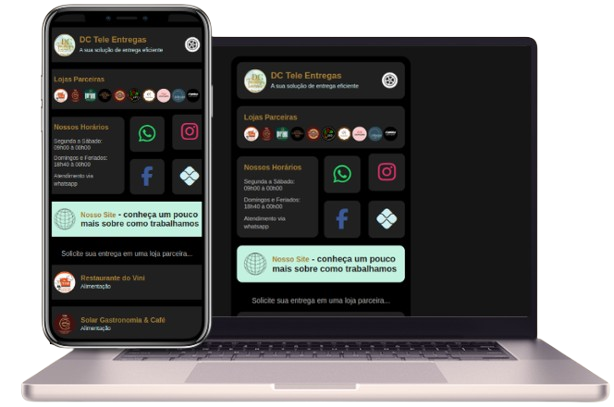 DC Tele Entregas
A sua solução de entrega eficiente
Lojas Parceiras
Nossos Horários
Segunda a Sábado:
09h00 à 00h00
Domingos e Feriados:
18h40 à 00h00
Atendimento via
whatsapp
Nosso Site - conheça um pouco
mais sobre como trabalhamos
Solicite sua entrega em uma loja parceira...
Restaurante do Vini
Alimentação
Solar Gastronomia & Café
Alimentação
DC Tele Entregas
A sua solução de entrega eficiente
Lojas Parceiras
Nossos Horários
Segunda a Sábado:
09h00 à 00h00
Domingos e Feriados:
18h40 à 00h00
Atendimento via
whatsapp
Nosso Site - conheça um pouco
mais sobre como trabalhamos
Solicite sua entrega em uma loja parceira...